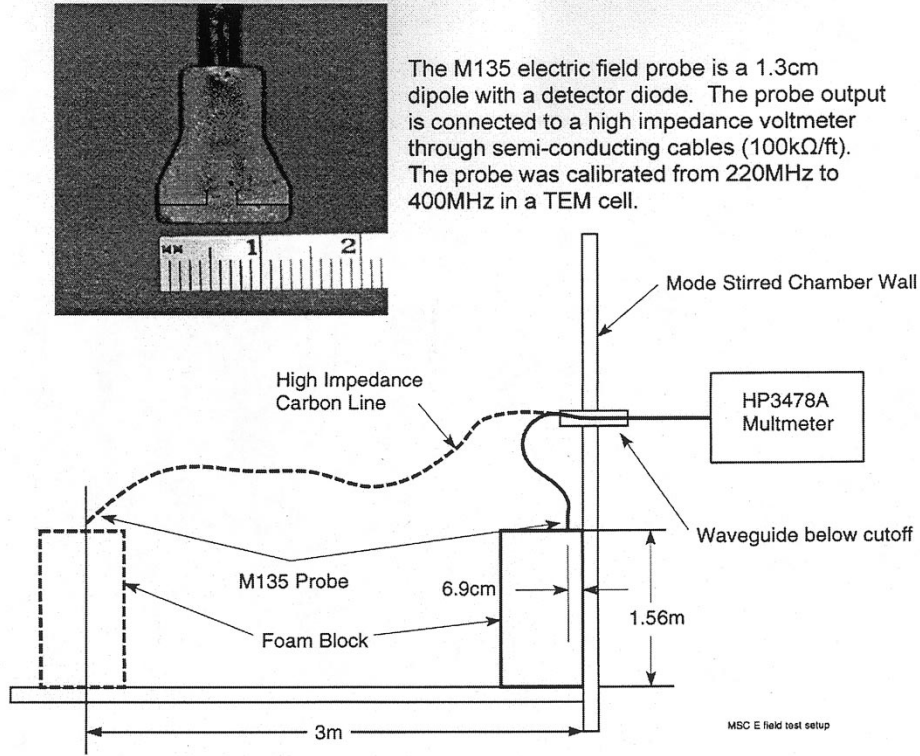 The M135 electric field probe is a 1.3cm
dipole with a detector diode. The probe output
is connected to a high impedance voltmeter
through semi-conducting cables (100kΩ/ft).
The probe was calibrated from 220MHz to
400MHz in a TEM cell.
MM 1 2
Mode Stirred Chamber Wall
High Impedance
Carbon Line
HP3478A
Multmeter
Waveguide below cutoff
M135 Probe
6.9cm
1.56m
Foam Block
3m
MSC E field test setup